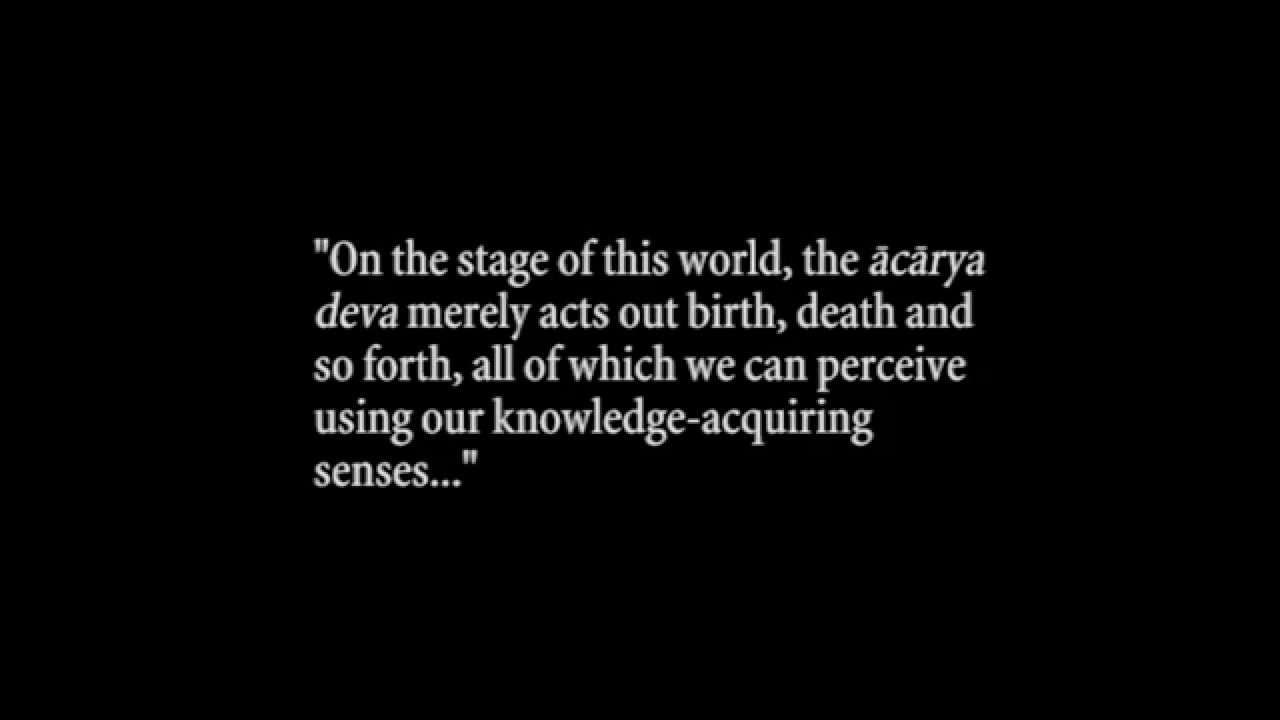 "On the stage of this world, the ācārya
deva merely acts out birth, death and
so forth, all of which we can perceive
using our knowledge-acquiring
senses..."